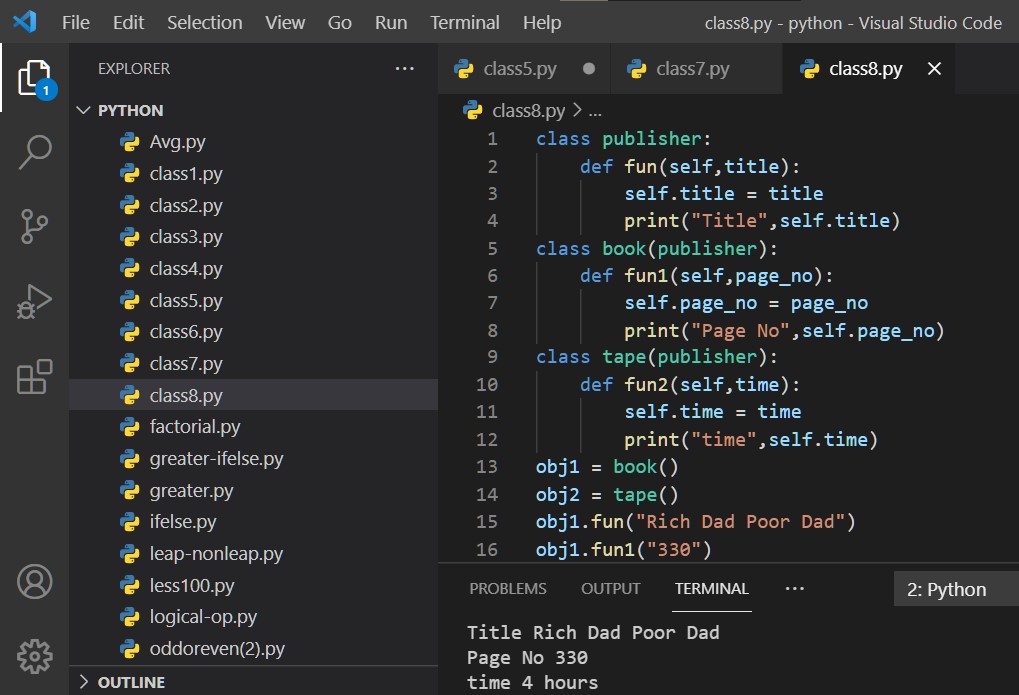 File Edit Selection View Go Run Terminal Help class8.py - python - Visual Studio Code
EXPLORER ...
1
PYTHON
Avg.py
class1.py
class2.py
class3.py
class4.py
class5.py
class6.py
class7.py
class8.py
factorial.py
greater-ifelse.py
greater.py
ifelse.py
leap-nonleap.py
less100.py
logical-op.py
oddoreven(2).py
OUTLINE
class5.py class7.py class8.py
class8.py > ...
1 class publisher:
2 def fun(self,title):
3 self.title = title
4 print("Title",self.title)
5 class book(publisher):
6 def fun1(self,page_no):
7 self.page_no = page_no
8 print("Page No",self.page_no)
9 class tape(publisher):
10 def fun2(self,time):
11 self.time = time
12 print("time",self.time)
13 obj1 = book()
14 obj2 = tape()
15 obj1.fun("Rich Dad Poor Dad")
16 obj1.fun1("330")
PROBLEMS OUTPUT TERMINAL ... 2: Python
Title Rich Dad Poor Dad
Page No 330
time 4 hours